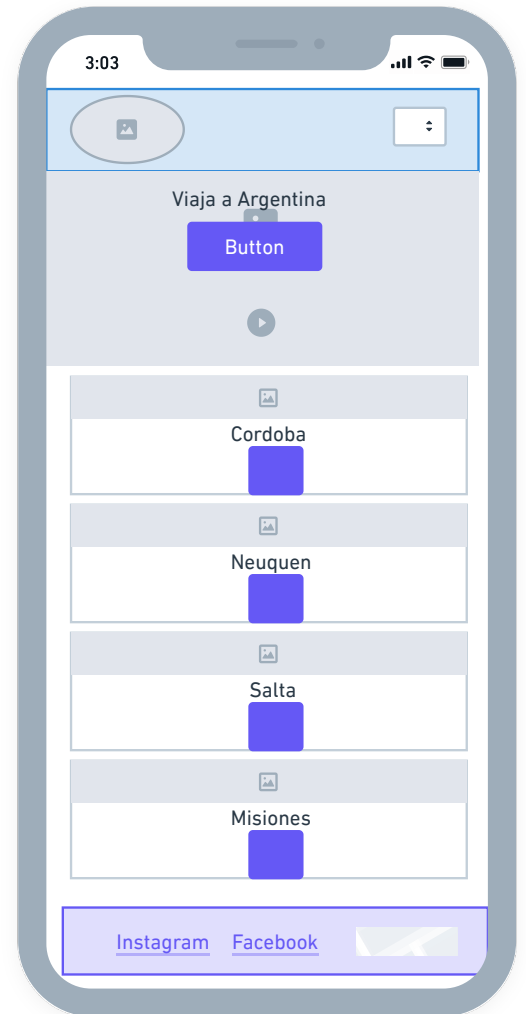 3:03
Viaja a Argentina
Button
Cordoba
Neuquen
Salta
Misiones
Instagram Facebook